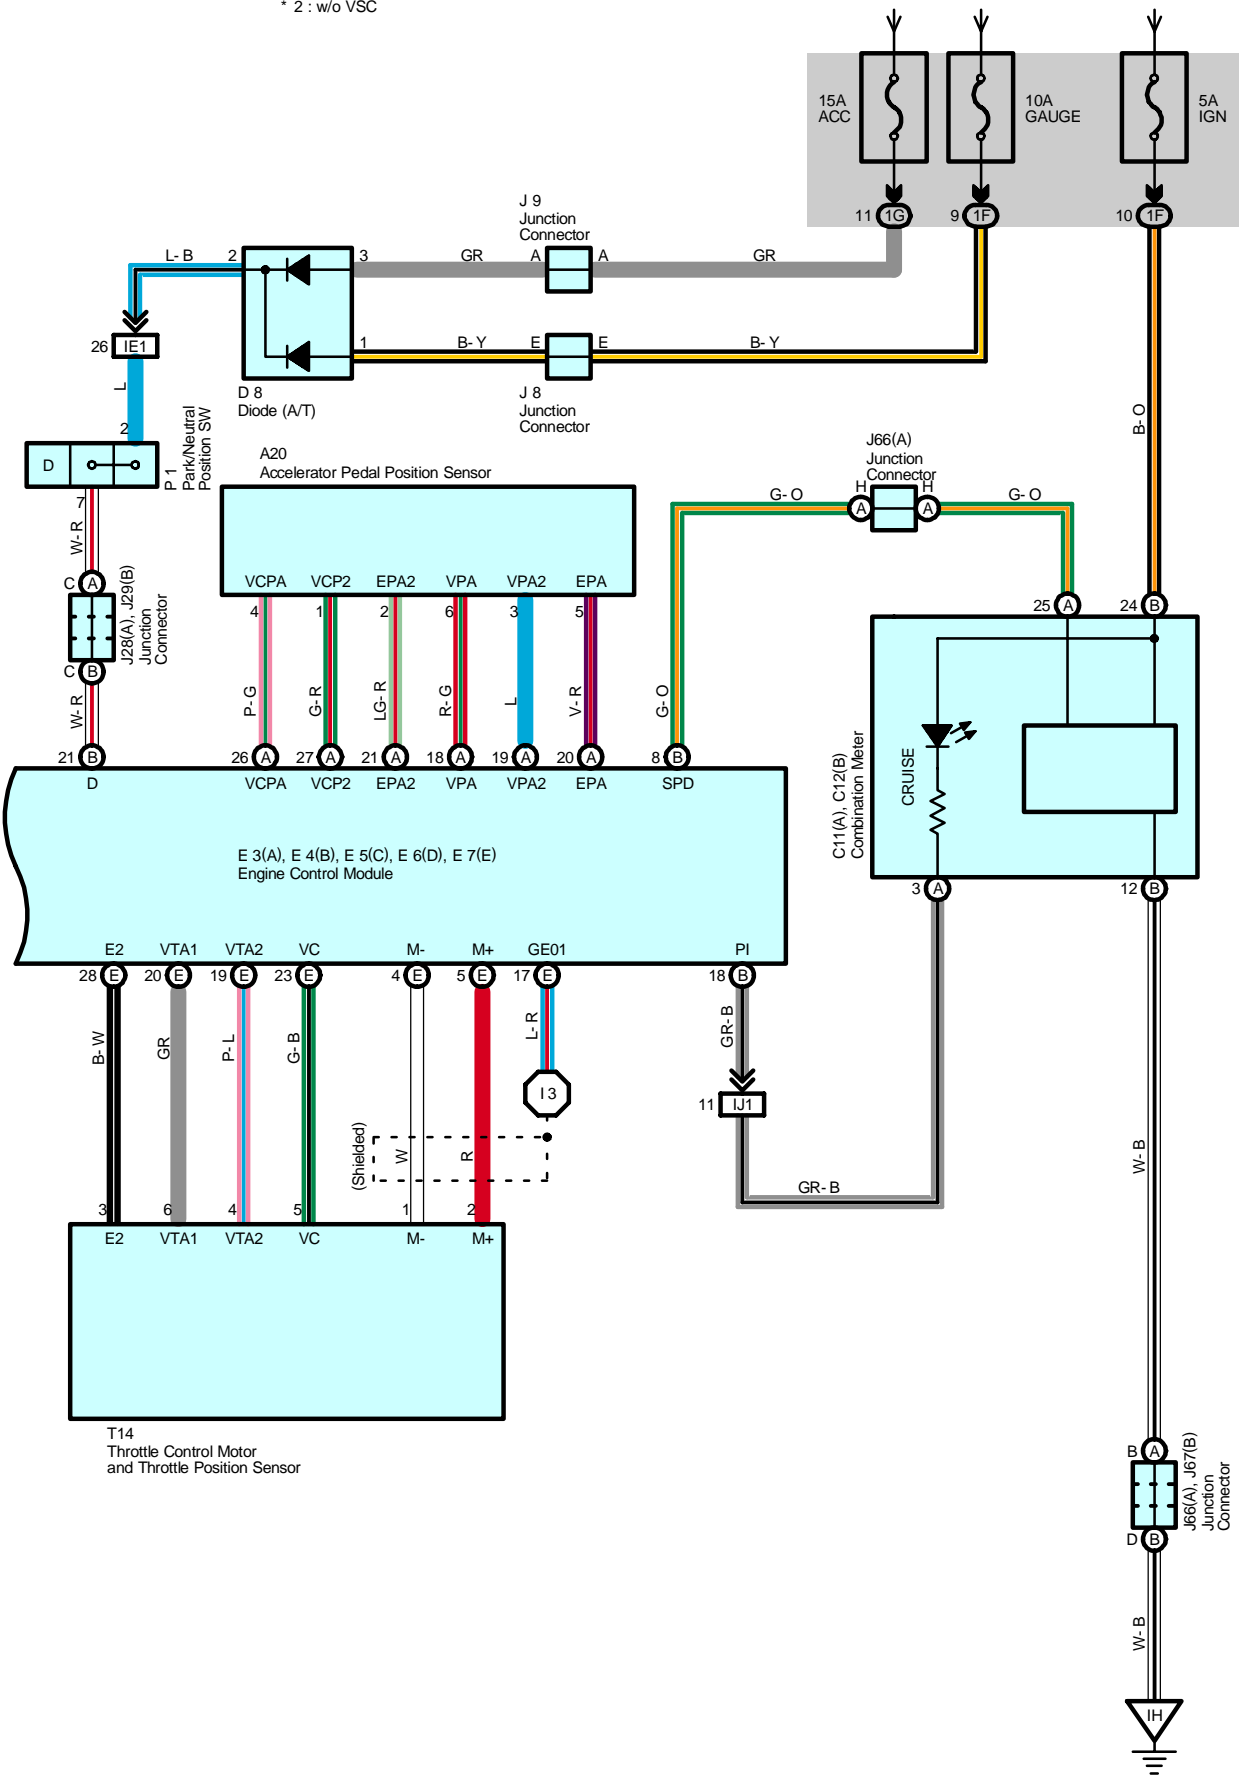 * 2 : w/o VSC
15A
ACC
10A
GAUGE
5A
IGN
11 1G
9 1F
10 1F
J 9
Junction
Connector
L- B 2
3 GR A A GR
26 IE1
1 B- Y E E B- Y
D 8
Diode (A/T)
J 8
Junction
Connector
L
2
D
P 1
Park/Neutral
Position SW
7
W- R
C A
J28(A), J29(B)
Junction
Connector
C B
W- R
21 B
D
A20
Accelerator Pedal Position Sensor
VCPA VCP2 EPA2 VPA VPA2 EPA
4 1 2 6 3 5
P- G G- R LG- R R- G L V- R
26 A 27 A 21 A 18 A 19 A 20 A 8 B
VCPA VCP2 EPA2 VPA VPA2 EPA SPD
J66(A)
Junction
Connector
G- O H A H A G- O
G- O
B- O
25 A 24 B
CRUISE
C11(A), C12(B)
Combination Meter
3 A 12 B
E 3(A), E 4(B), E 5(C), E 6(D), E 7(E)
Engine Control Module
E2 VTA1 VTA2 VC M- M+ GE01 PI
28 E 20 E 19 E 23 E 4 E 5 E 17 E 18 B
B- W GR P- L G- B L- R GR- B
I 3
11 IJ1
(Shielded)
W R
GR- B
W- B
3 6 4 5 1 2
E2 VTA1 VTA2 VC M- M+
T14
Throttle Control Motor
and Throttle Position Sensor
B A
J66(A), J67(B)
Junction
Connector
D B
W- B
IH